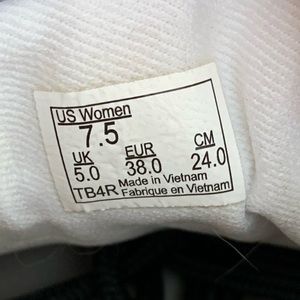 US Women
7.5
UK EUR CM
5.0 38.0 24.0
TB4R Made in Vietnam
Fabrique en Vietnam